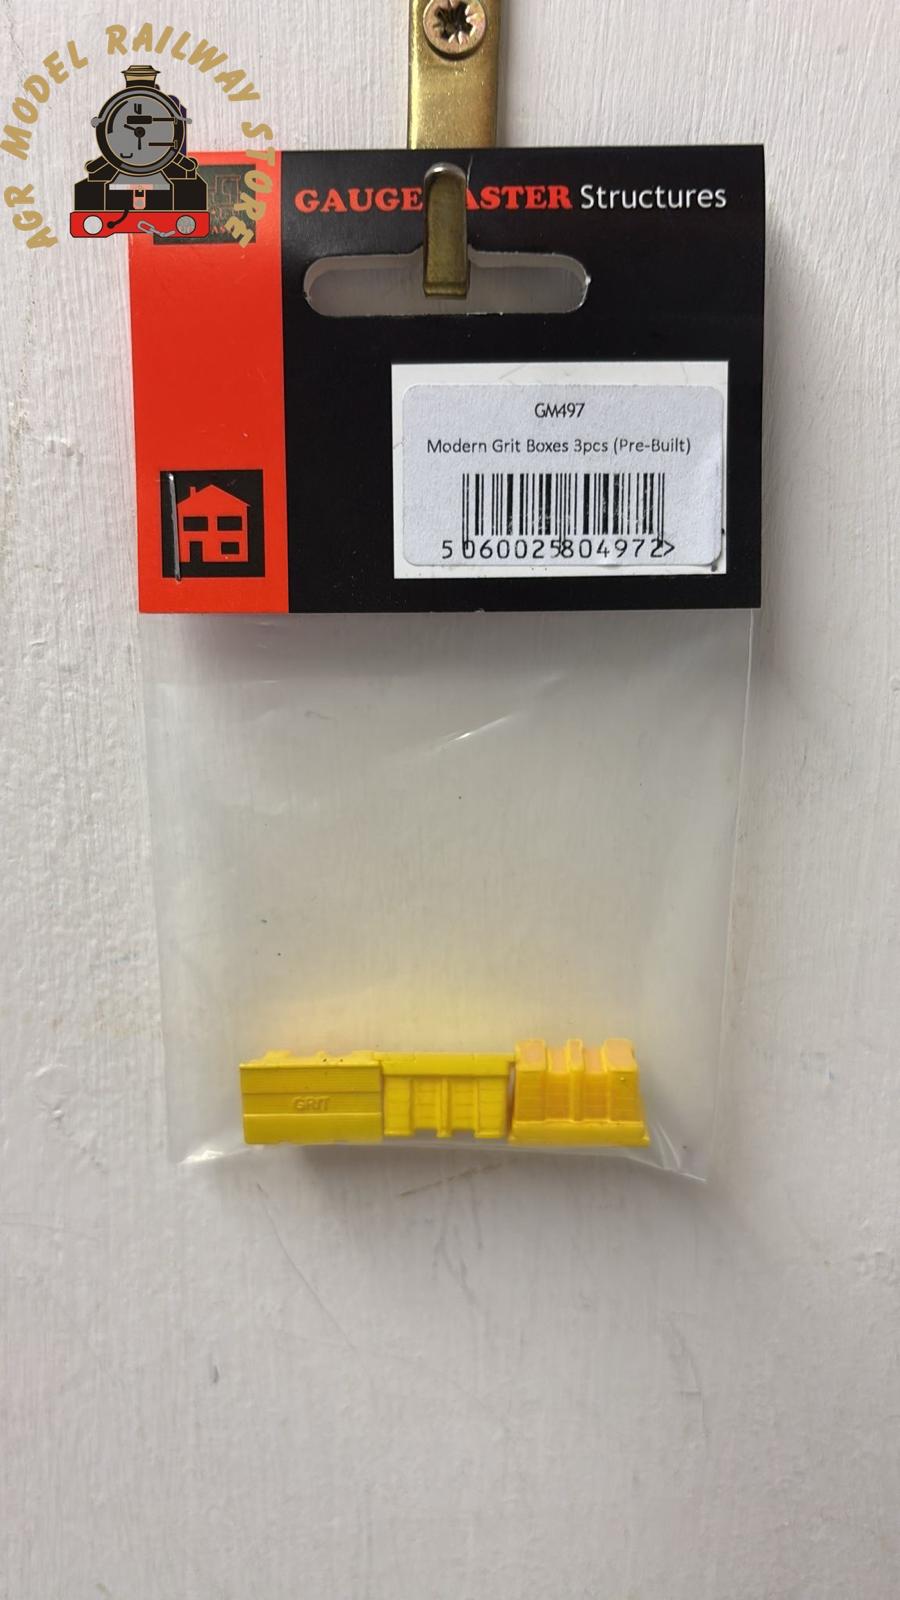 AGR MODEL RAILWAY STORE
GAUGE ASTER Structures
GM497
Modern Grit Boxes 3pcs (Pre-Built)
5 060025 804972>
GRIT